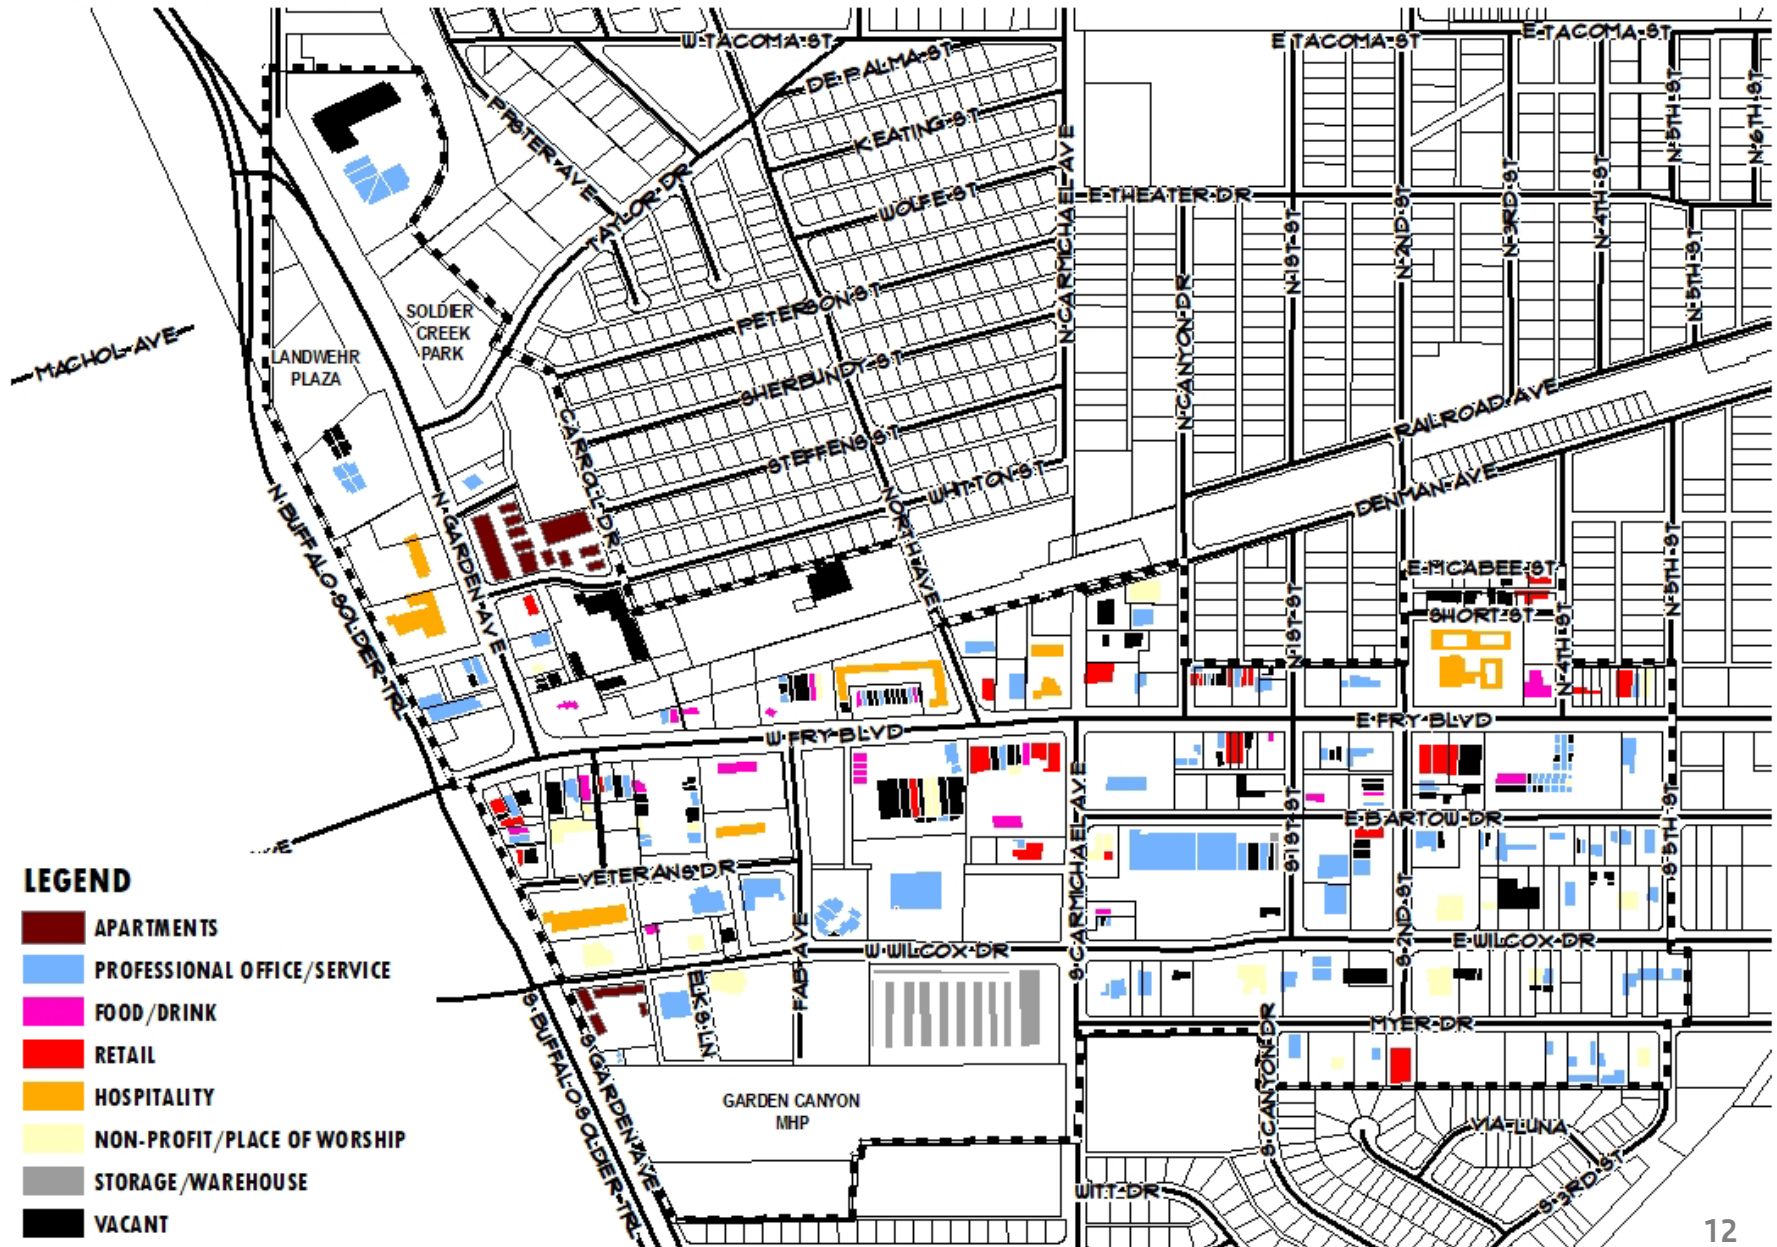 W TACOMA ST
E TACOMA ST
E TACOMA ST
DE PALMA ST
PFISTER AVE
KEATING ST
N CARMICHAEL AVE
N 5TH ST
N 6TH ST
TAYLOR DR
WOLFE ST
E THEATER DR
N 1ST ST
N 2ND ST
N 3RD ST
N 4TH ST
N 5TH ST
PETERSON ST
N CANYON DR
SOLDIER
CREEK
PARK
MACHOL AVE
LANDWEHR
PLAZA
SHERBUNDY ST
CARROLL DR
STEFFENS ST
RAILROAD AVE
WHITTON ST
DENMAN AVE
N BUFFALO SOLDIER TRL
N GARDEN AVE
NORTH AVE
E MCABEE ST
SHORT ST
N 1ST ST
N 4TH ST
N 5TH ST
W FRY BLVD
E FRY BLVD
S CARMICHAEL AVE
S 1ST ST
E BARTOW DR
S 5TH ST
VE
VETERANS DR
S 2ND ST
FAB AVE
W WILCOX DR
E WILCOX DR
ELKS LN
MYER DR
S BUFFALO SOLDIER TRL
S GARDEN AVE
S CANYON DR
GARDEN CANYON
MHP
VIA LUNA
WITT DR
S 3RD ST
LEGEND
APARTMENTS
PROFESSIONAL OFFICE/SERVICE
FOOD/DRINK
RETAIL
HOSPITALITY
NON-PROFIT/PLACE OF WORSHIP
STORAGE/WAREHOUSE
VACANT
12